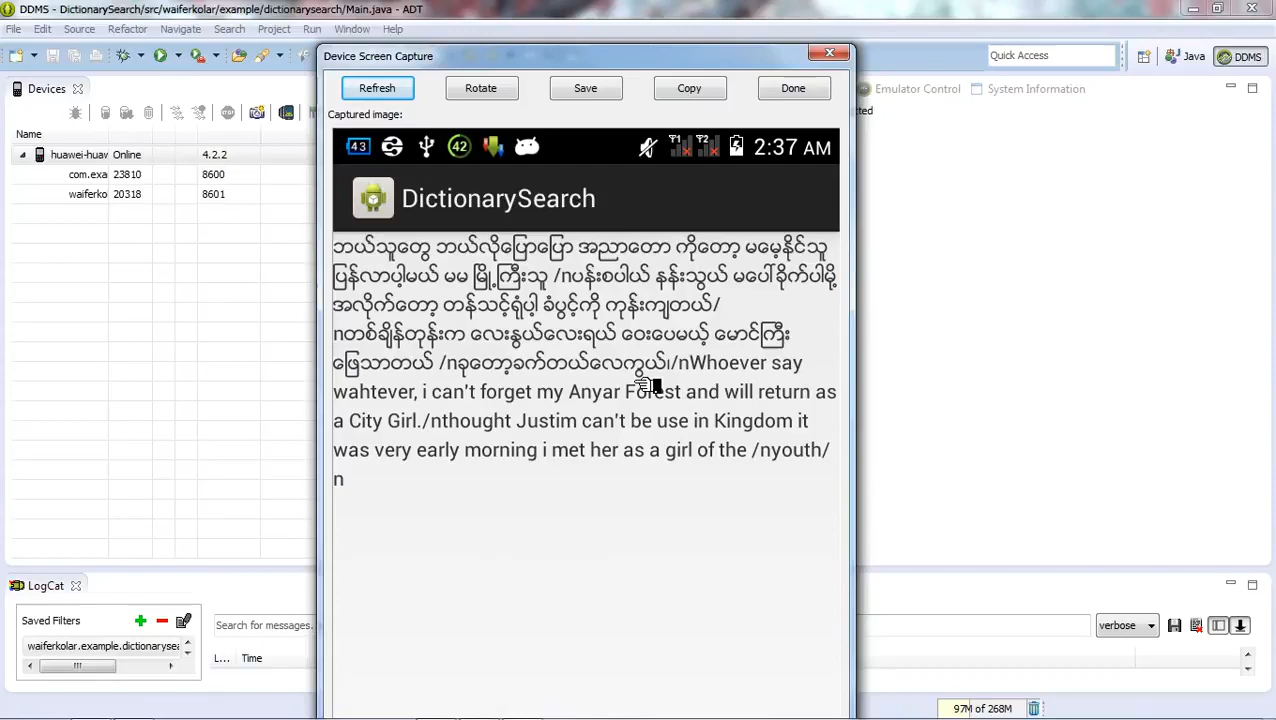 DDMS - DictionarySearch/src/waiferkolar/example/dictionarysearch/Main.java - ADT
File Edit Source Refactor Navigate Search Project Run Window Help
Quick Access
Java
DDMS
Devices
Name
huawei-huav Online 4.2.2
com.exa 23810 8600
waiferko 20318 8601
Device Screen Capture
Refresh Rotate Save Copy Done
Captured image:
43 42 T1 T2 2:37 AM
DictionarySearch
ဘယ်သူတွေ ဘယ်လိုပြောပြော အညာတော ကိုတော့ မမေ့နိုင်သူ
ပြန်လာပါ့မယ် မမ မြို့ကြီးသူ /nပန်းစပါယ် နန်းသွယ် မပေါ်ခိုက်ပါမို့
အလိုက်တော့ တန်သင့်ရုံပါ့ ခံပွင့်ကို ကုန်းကျတယ်/
nတစ်ချိန်တုန်းက လေးနွယ်လေးရယ် ဝေးပေမယ့် မောင်ကြီး
ဖြေသာတယ် /nခုတော့ခက်တယ်လေကွယ်၊/nWhoever say
wahtever, i can't forget my Anyar Forest and will return as
a City Girl./nthought Justim can't be use in Kingdom it
was very early morning i met her as a girl of the /nyouth/
n
Emulator Control
System Information
LogCat
Saved Filters
waiferkolar.example.dictionarysea
Search for messages.
verbose
L... Time
97M of 268M